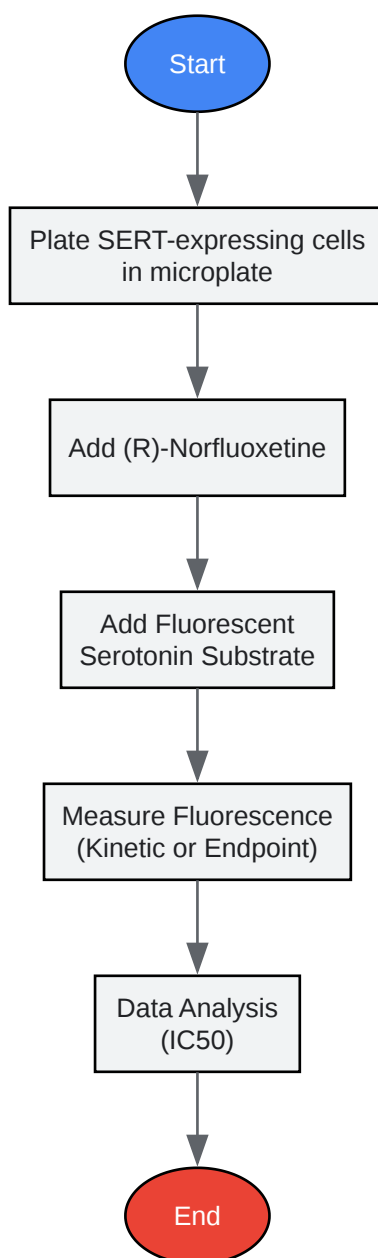 Start
Plate SERT-expressing cells
in microplate
Add (R)-Norfluoxetine
Add Fluorescent
Serotonin Substrate
Measure Fluorescence
(Kinetic or Endpoint)
Data Analysis
(IC50)
End